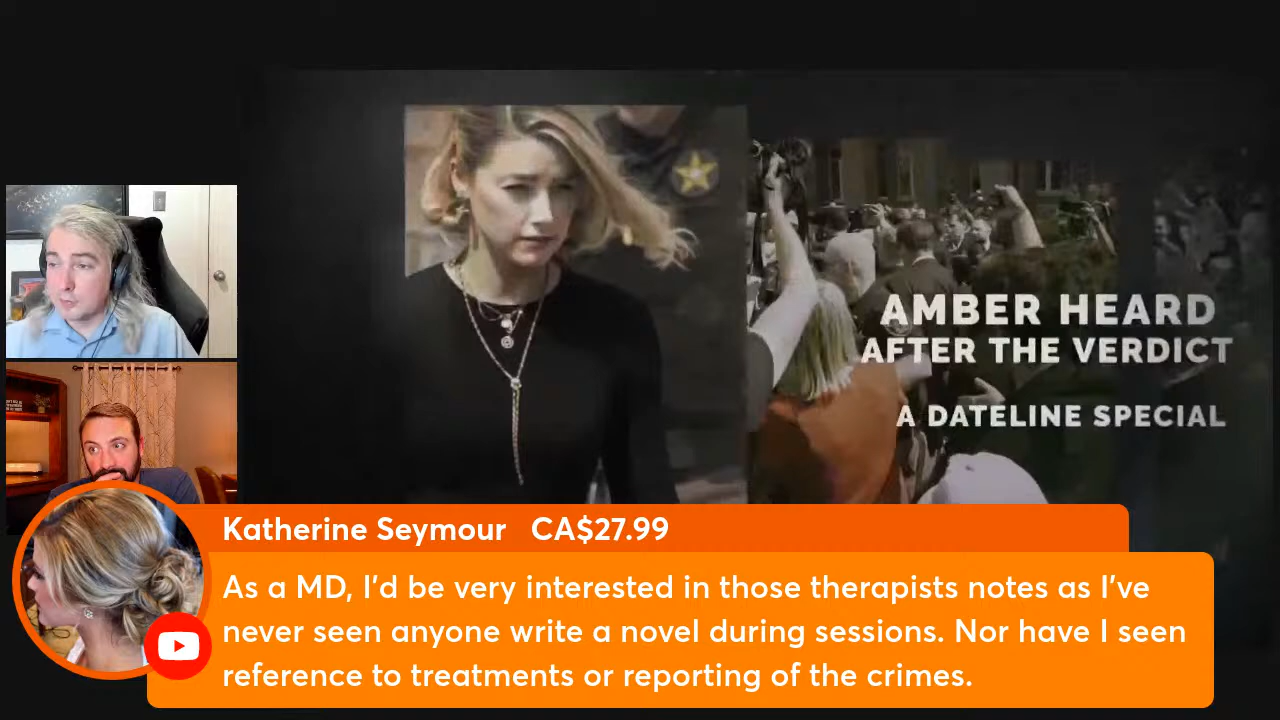 AMBER HEARD
AFTER THE VERDICT
A DATELINE SPECIAL
Katherine Seymour CA$27.99
As a MD, I'd be very interested in those therapists notes as I've
never seen anyone write a novel during sessions. Nor have I seen
reference to treatments or reporting of the crimes.